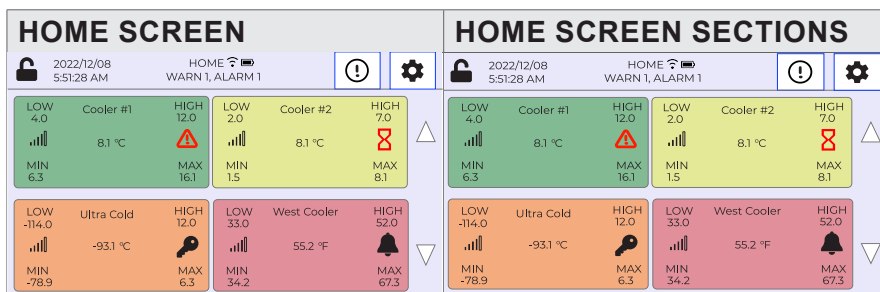 HOME SCREEN
2022/12/08
5:51:28 AM
HOME
WARN 1, ALARM 1
LOW
4.0
Cooler #1
HIGH
12.0
8.1 °C
MIN
6.3
MAX
16.1
LOW
2.0
Cooler #2
HIGH
7.0
8.1 °C
MIN
1.5
MAX
8.1
LOW
-114.0
Ultra Cold
HIGH
12.0
-93.1 °C
MIN
-78.9
MAX
6.3
LOW
33.0
West Cooler
HIGH
52.0
55.2 °F
MIN
34.2
MAX
67.3
HOME SCREEN SECTIONS
2022/12/08
5:51:28 AM
HOME
WARN 1, ALARM 1
LOW
4.0
Cooler #1
HIGH
12.0
8.1 °C
MIN
6.3
MAX
16.1
LOW
2.0
Cooler #2
HIGH
7.0
8.1 °C
MIN
1.5
MAX
8.1
LOW
-114.0
Ultra Cold
HIGH
12.0
-93.1 °C
MIN
-78.9
MAX
6.3
LOW
33.0
West Cooler
HIGH
52.0
55.2 °F
MIN
34.2
MAX
67.3